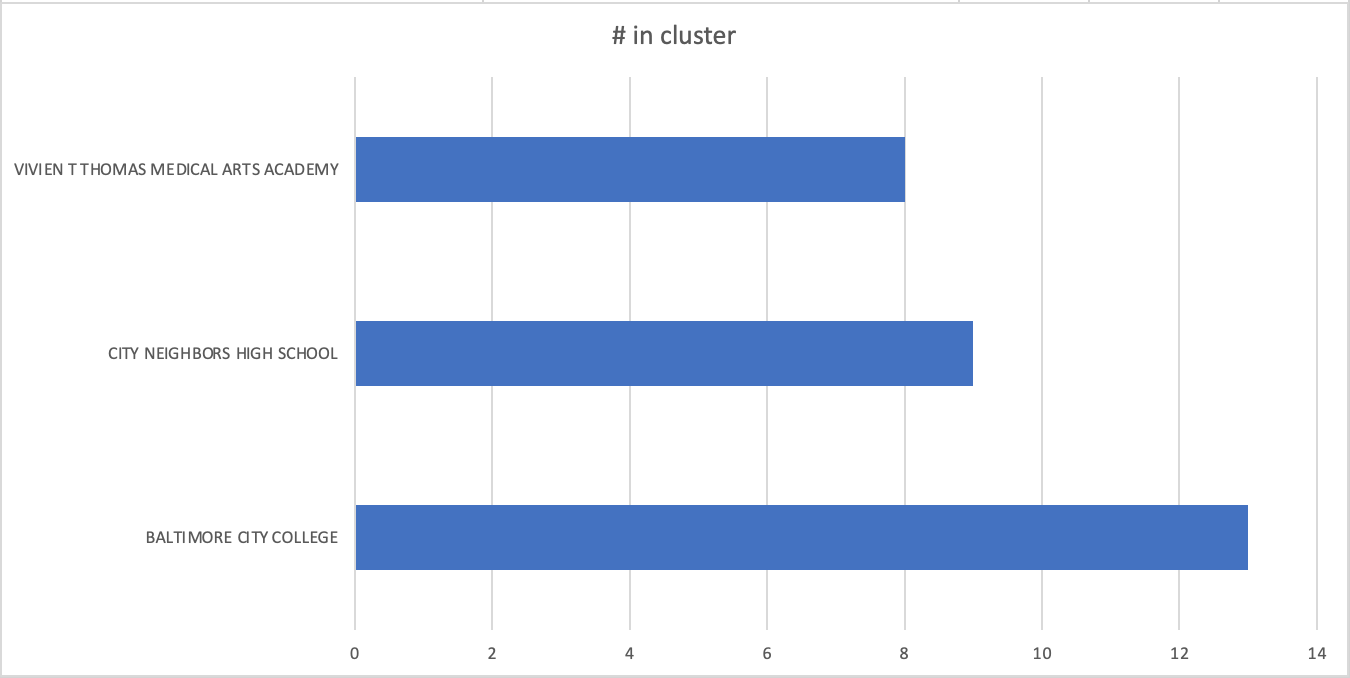 # in cluster
VIVIEN T THOMAS MEDICAL ARTS ACADEMY
CITY NEIGHBORS HIGH SCHOOL
BALTIMORE CITY COLLEGE
0 2 4 6 8 10 12 14